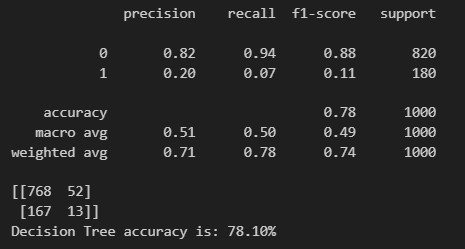 precision recall f1-score support
0 0.82 0.94 0.88 820
1 0.20 0.07 0.11 180
accuracy 0.78 1000
macro avg 0.51 0.50 0.49 1000
weighted avg 0.71 0.78 0.74 1000
[[768 52]
[167 13]]
Decision Tree accuracy is: 78.10%